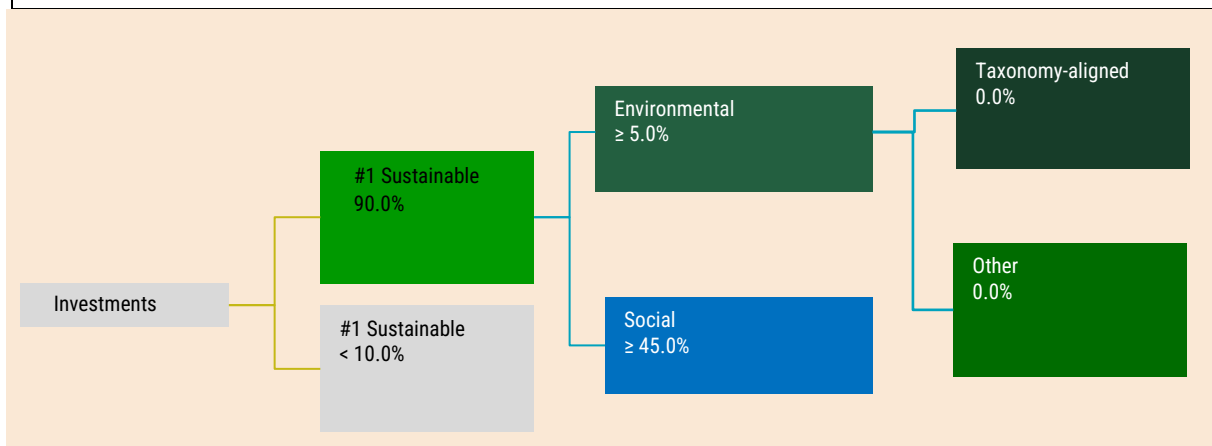 Investments
#1 Sustainable
90.0%
#1 Sustainable
< 10.0%
Environmental
≥ 5.0%
Social
≥ 45.0%
Taxonomy-aligned
0.0%
Other
0.0%